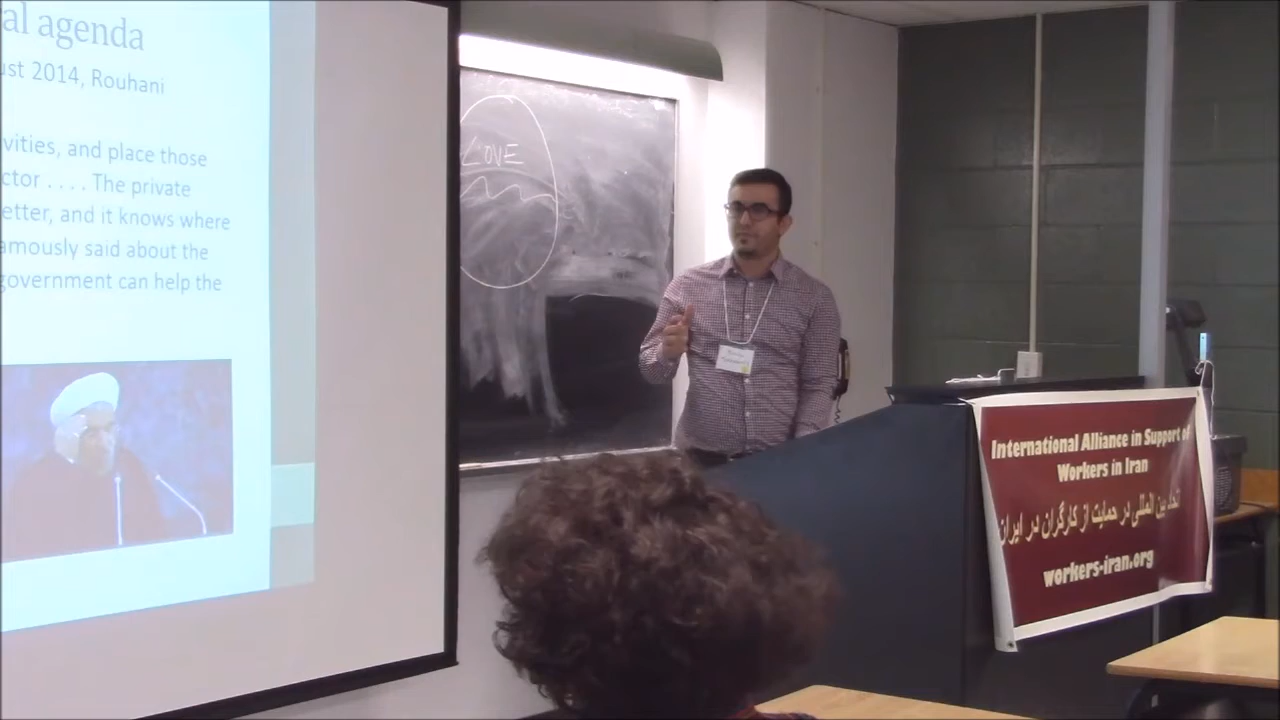 al agenda
ust 2014, Rouhani
vities, and place those
ctor . . . . The private
etter, and it knows where
amously said about the
government can help the
LOVE
International Alliance in Support of
Workers in Iran
اتحاد بین المللی در حمایت از کارگران در ایران
workers-iran.org